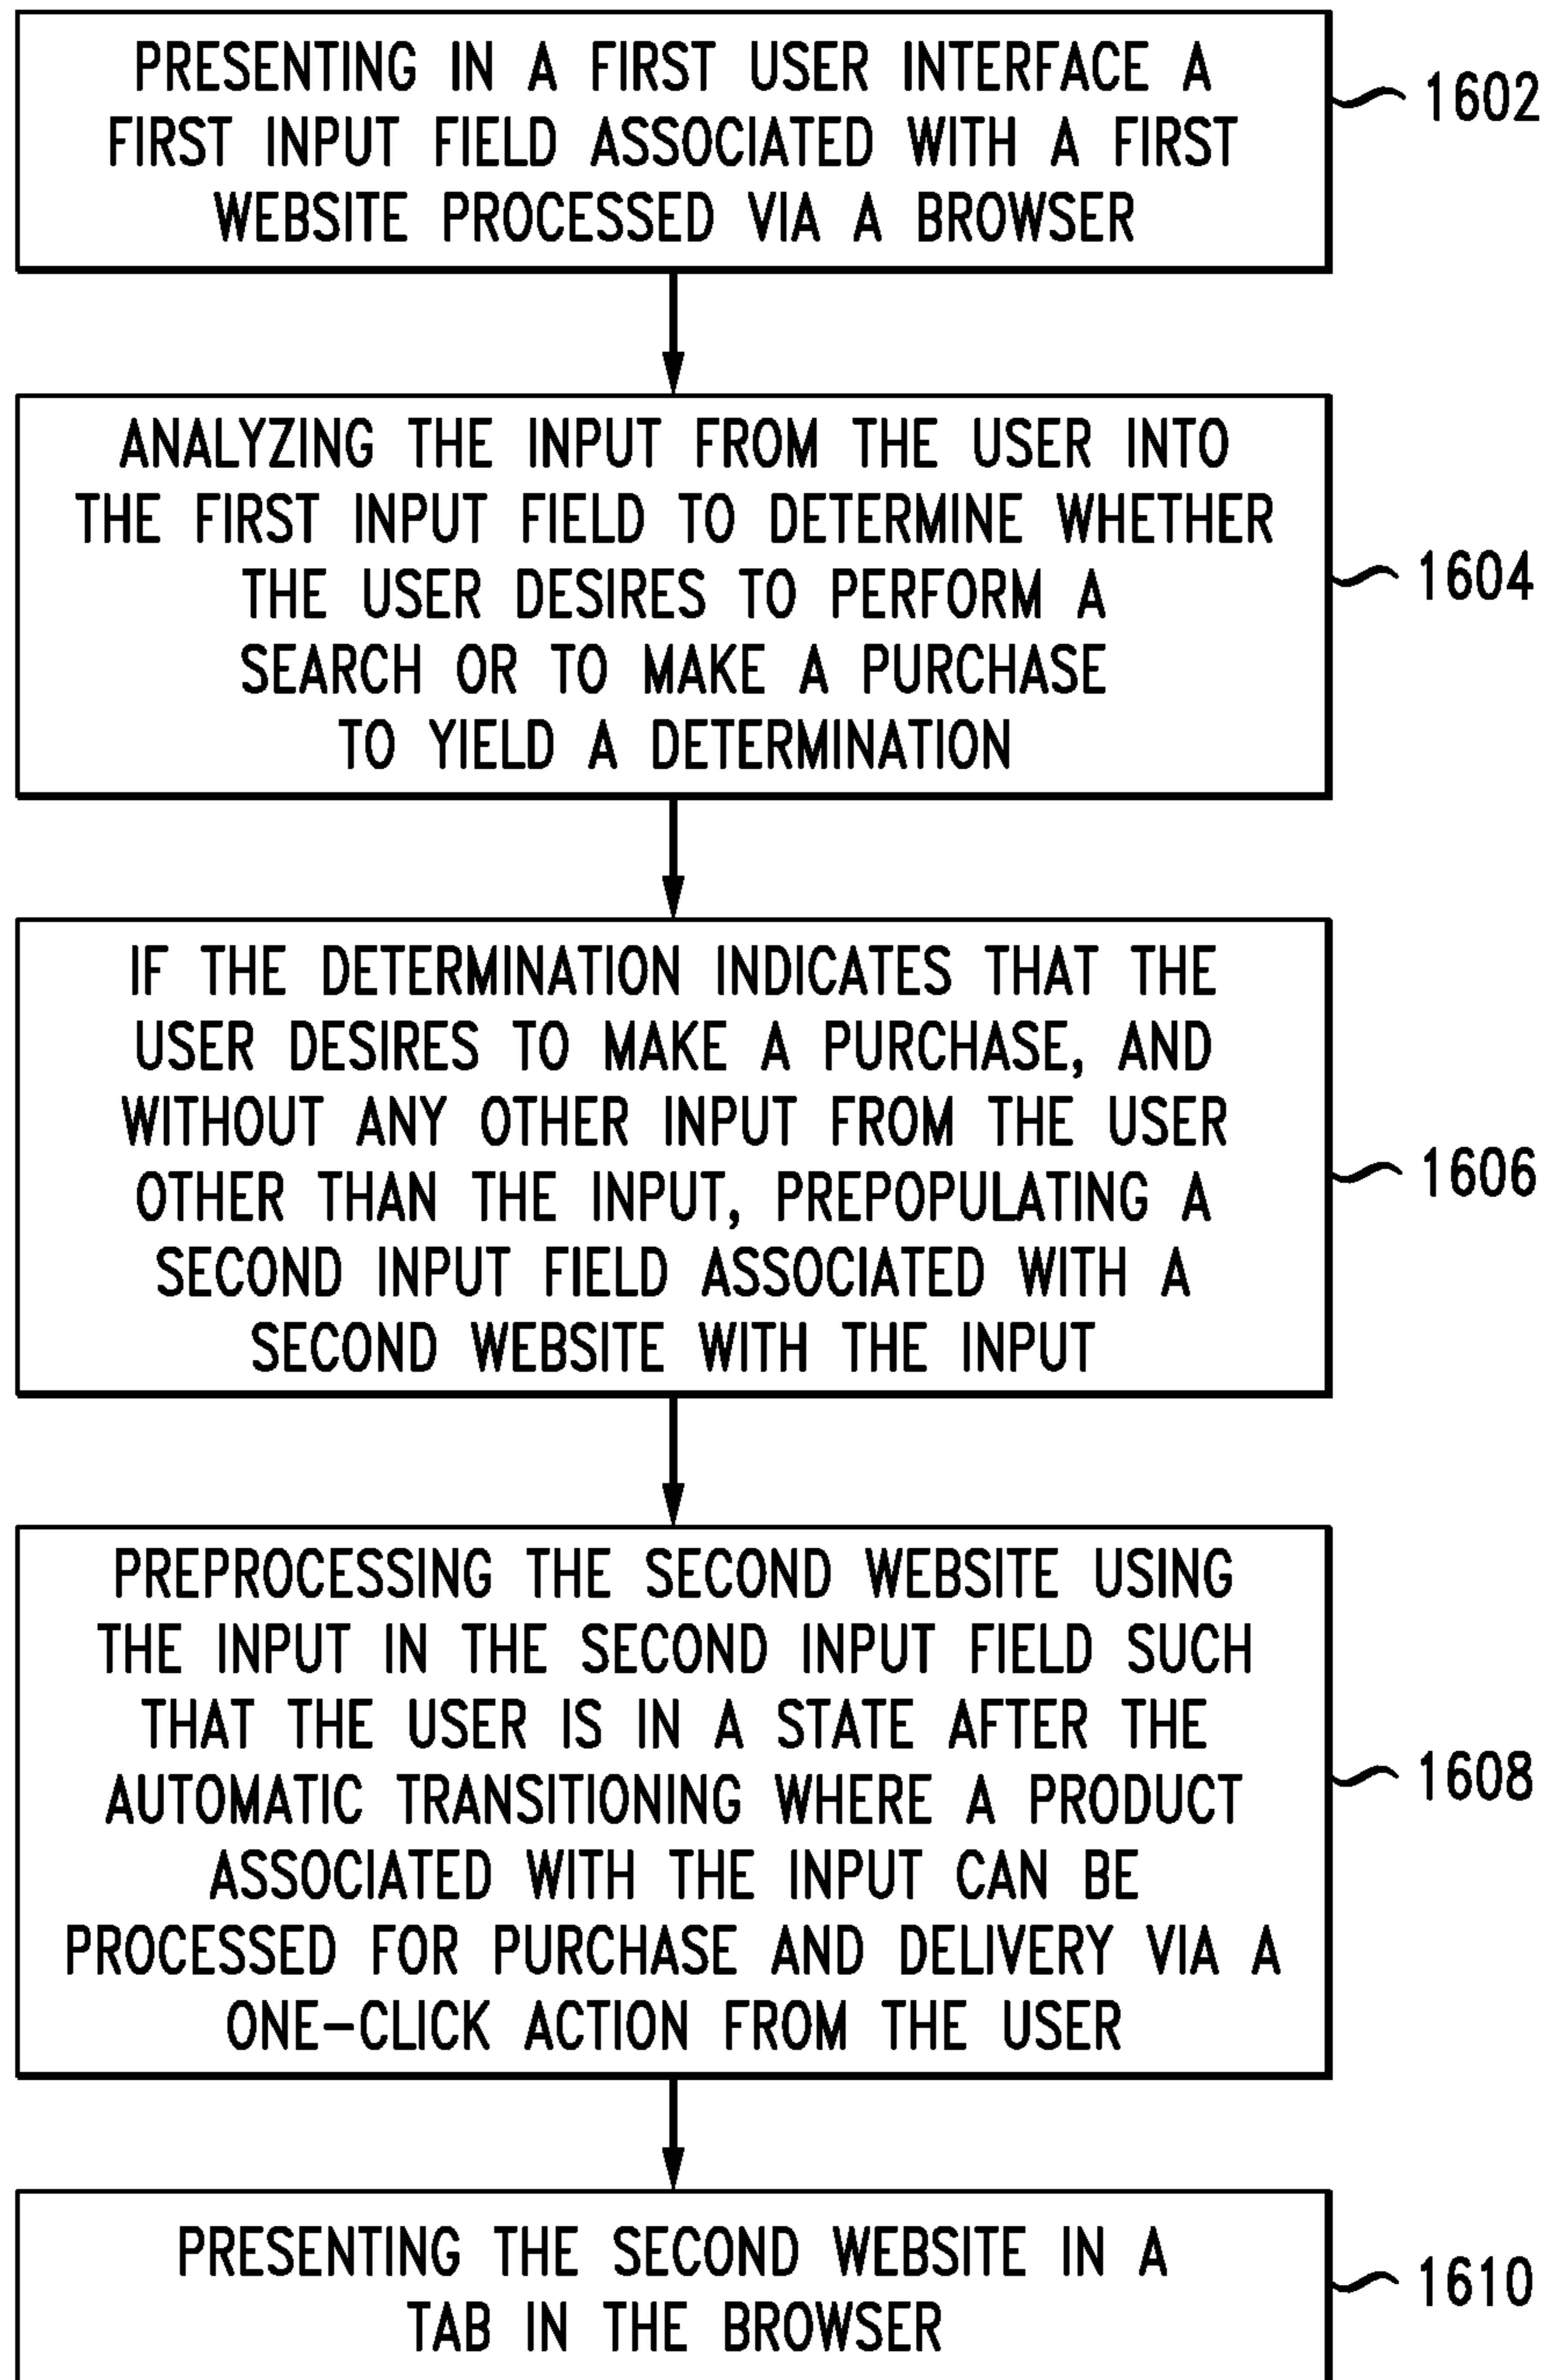 PRESENTING IN A FIRST USER INTERFACE A
FIRST INPUT FIELD ASSOCIATED WITH A FIRST
WEBSITE PROCESSED VIA A BROWSER
1602
ANALYZING THE INPUT FROM THE USER INTO
THE FIRST INPUT FIELD TO DETERMINE WHETHER
THE USER DESIRES TO PERFORM A
SEARCH OR TO MAKE A PURCHASE
TO YIELD A DETERMINATION
1604
IF THE DETERMINATION INDICATES THAT THE
USER DESIRES TO MAKE A PURCHASE, AND
WITHOUT ANY OTHER INPUT FROM THE USER
OTHER THAN THE INPUT, PREPOPULATING A
SECOND INPUT FIELD ASSOCIATED WITH A
SECOND WEBSITE WITH THE INPUT
1606
PREPROCESSING THE SECOND WEBSITE USING
THE INPUT IN THE SECOND INPUT FIELD SUCH
THAT THE USER IS IN A STATE AFTER THE
AUTOMATIC TRANSITIONING WHERE A PRODUCT
ASSOCIATED WITH THE INPUT CAN BE
PROCESSED FOR PURCHASE AND DELIVERY VIA A
ONE-CLICK ACTION FROM THE USER
1608
PRESENTING THE SECOND WEBSITE IN A
TAB IN THE BROWSER
1610